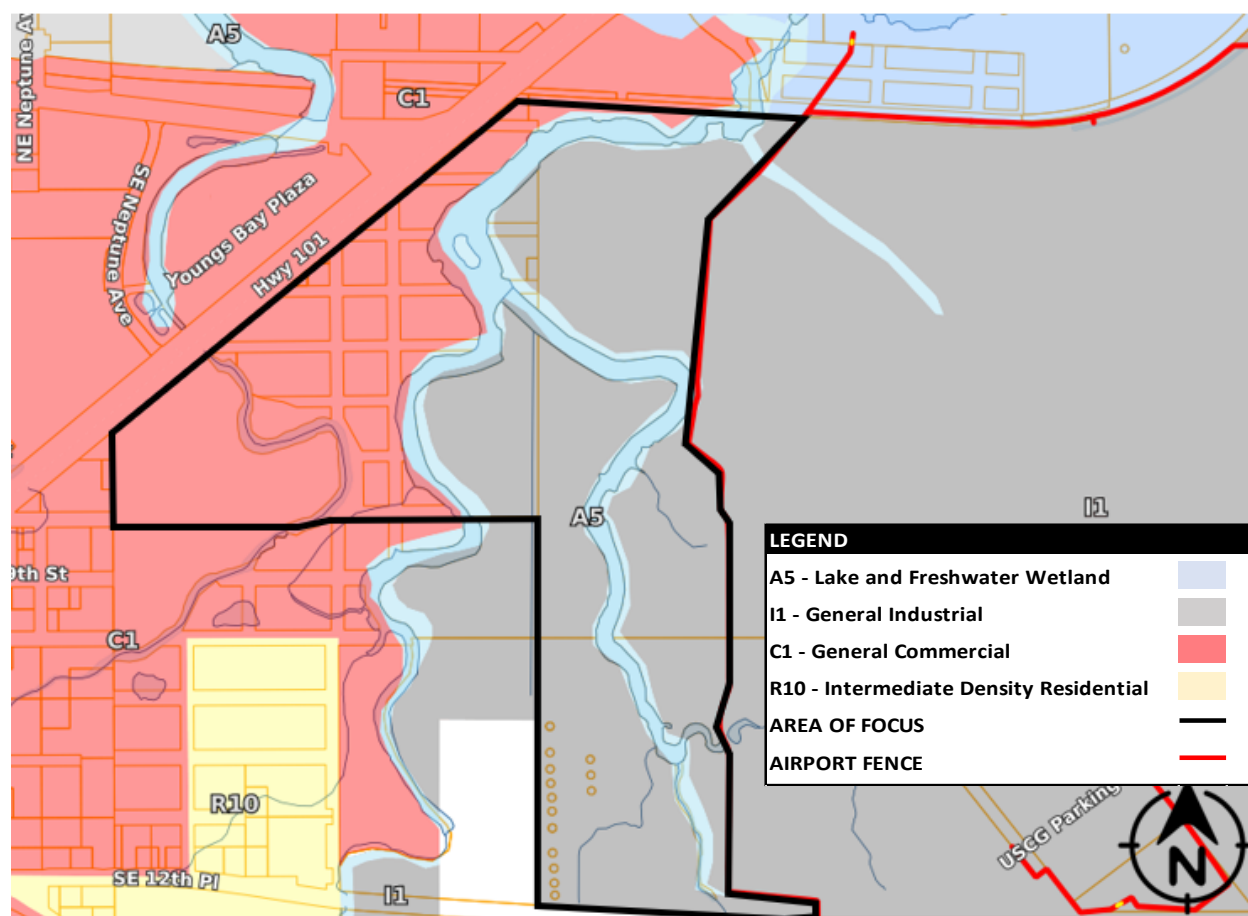 A5
NE Neptune Av
C1
SE Neptune Ave
Youngs Bay Plaza
Hwy 101
A5
I1
0th St
C1
R10
SE 12th Pl
I1
LEGEND
A5 - Lake and Freshwater Wetland
I1 - General Industrial
C1 - General Commercial
R10 - Intermediate Density Residential
AREA OF FOCUS
AIRPORT FENCE
USCG Parking
N